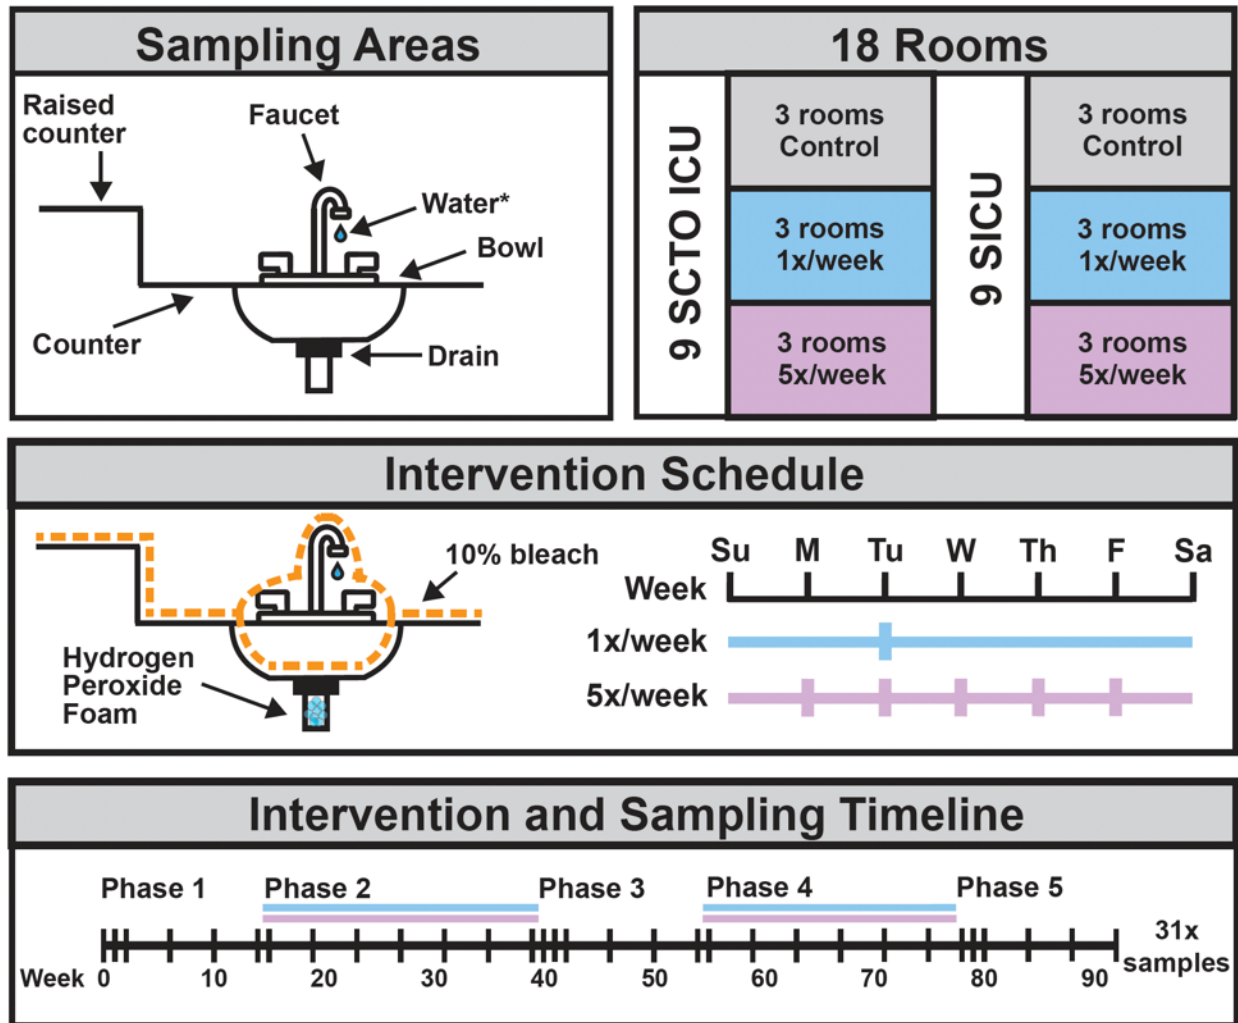 Sampling Areas
Raised
counter
Faucet
Water*
Bowl
Counter
Drain
18 Rooms
9 SCTO ICU
3 rooms
Control
3 rooms
1x/week
3 rooms
5x/week
9 SICU
3 rooms
Control
3 rooms
1x/week
3 rooms
5x/week
Intervention Schedule
10% bleach
Hydrogen
Peroxide
Foam
Su M Tu W Th F Sa
Week
1x/week
5x/week
Intervention and Sampling Timeline
Phase 1 Phase 2 Phase 3 Phase 4 Phase 5
31x
samples
Week 0 10 20 30 40 50 60 70 80 90